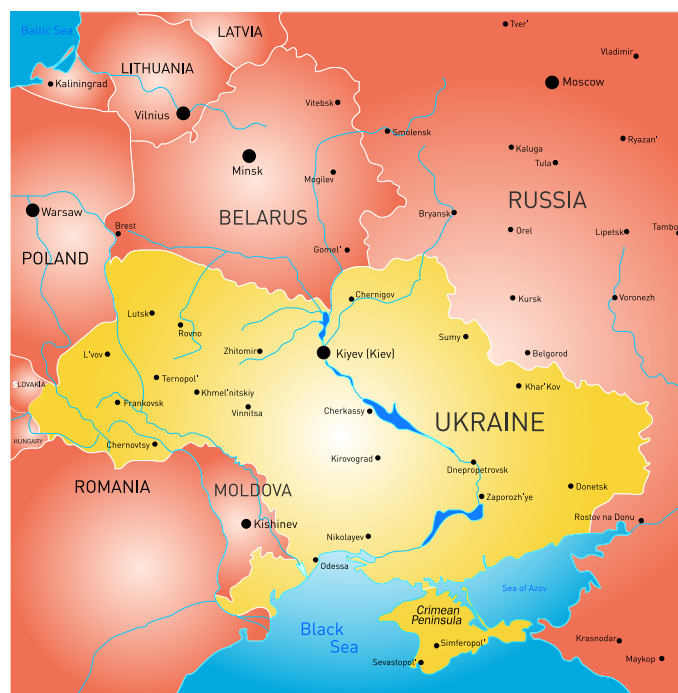 Tver'
Baltic Sea
LATVIA
Vladimir
LITHUANIA
Kaliningrad
Moscow
Vilnius
Vitebsk
Smolensk
Ryazan'
Kaluga
Tula
Minsk
Mogilev
RUSSIA
Warsaw
BELARUS
Bryansk
Brest
Orel
Lipetsk
Tambo
POLAND
Gomel'
Chernigov
Kursk
Voronezh
Lutsk
Rovno
Sumy
L'vov
Zhitomir
Kiyev (Kiev)
Belgorod
SLOVAKIA
Ternopol'
Khmel'nitskiy
Khar'Kov
Frankovsk
Vinnitsa
Cherkassy
UKRAINE
HUNGARY
Chernovtsy
Kirovograd
Dnepropetrovsk
ROMANIA
MOLDOVA
Zaporozh'ye
Donetsk
Kishinev
Rostov na Donu
Nikolayev
Odessa
Sea of Azov
Crimean
Peninsula
Black
Sea
Simferopol'
Krasnodar
Sevastopol'
Maykop